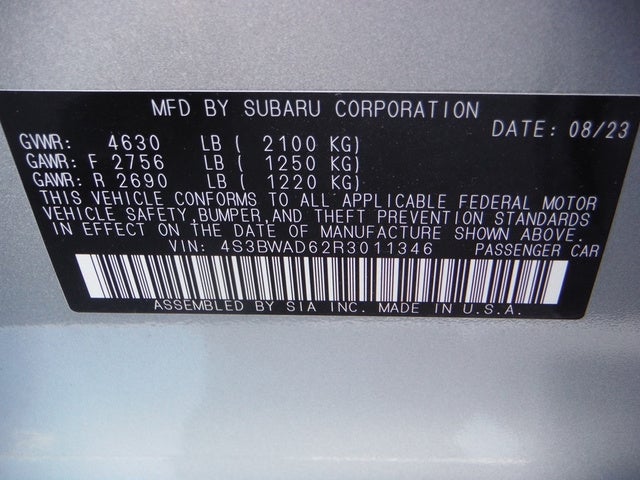 MFD BY SUBARU CORPORATION
DATE: 08/23
GVWR: 4630 LB ( 2100 KG)
GAWR: F 2756 LB ( 1250 KG)
GAWR: R 2690 LB ( 1220 KG)
THIS VEHICLE CONFORMS TO ALL APPLICABLE FEDERAL MOTOR
VEHICLE SAFETY,BUMPER,AND THEFT PREVENTION STANDARDS
IN EFFECT ON THE DATE OF MANUFACTURE SHOWN ABOVE.
VIN: 4S3BWAD62R3011346 PASSENGER CAR
ASSEMBLED BY SIA INC. MADE IN U.S.A.